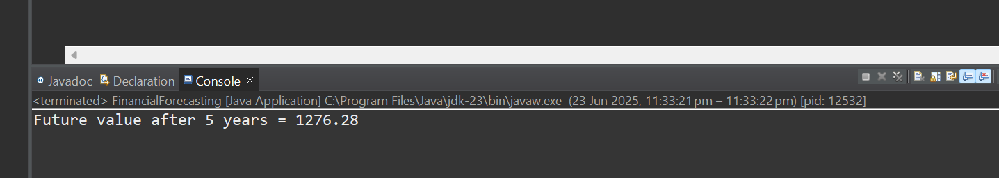 Javadoc Declaration Console
<terminated> FinancialForecasting [Java Application] C:\Program Files\Java\jdk-23\bin\javaw.exe (23 Jun 2025, 11:33:21 pm – 11:33:22 pm) [pid: 12532]
Future value after 5 years = 1276.28